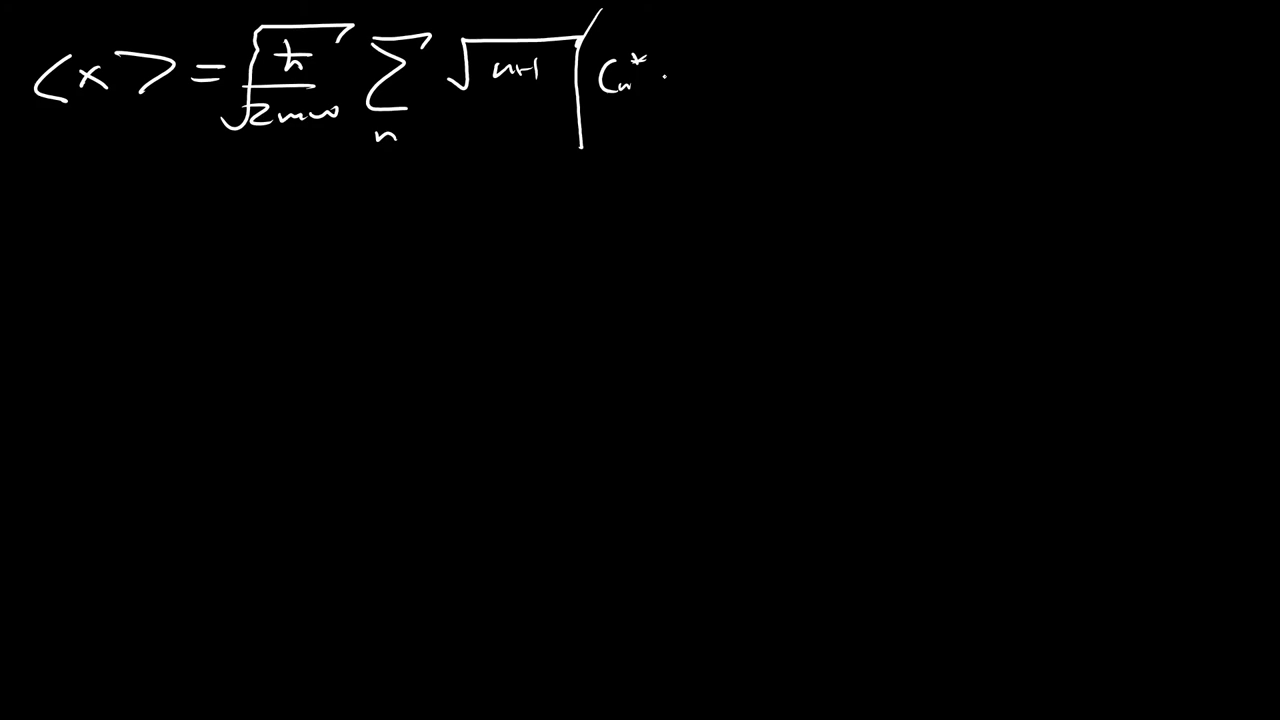 <x> = √(ħ/2mω) Σ_n √(n+1) (C_n^*